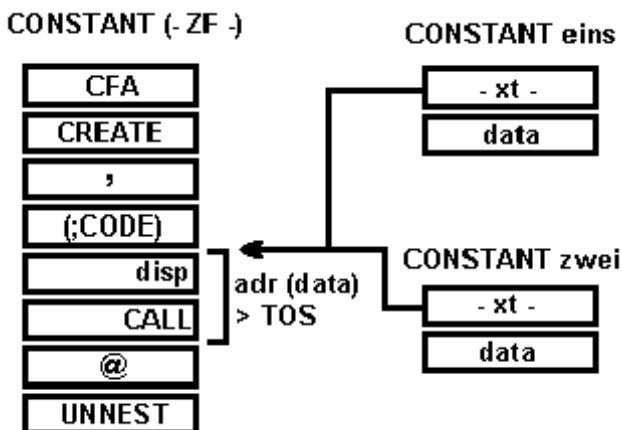 CONSTANT (- ZF -)
CFA
CREATE
,
(;CODE)
disp
CALL
@
UNNEST
adr (data)
> TOS
CONSTANT eins
- xt -
data
CONSTANT zwei
- xt -
data